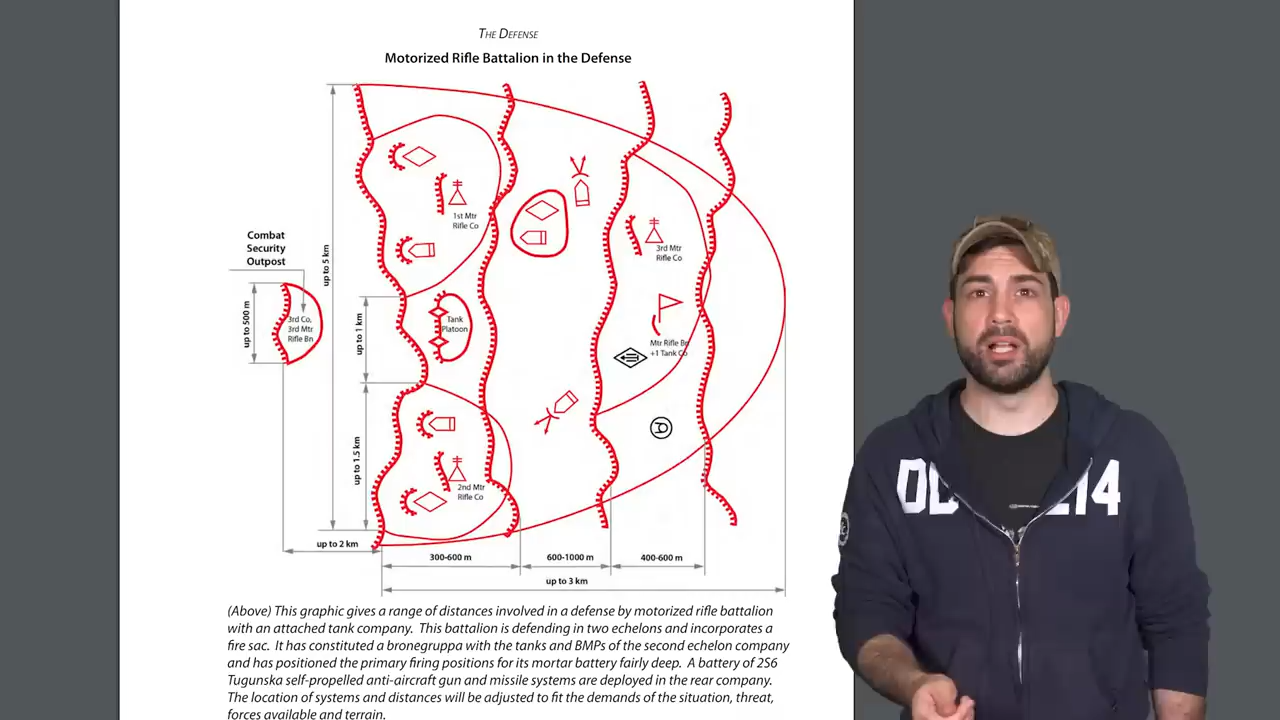 THE DEFENSE
Motorized Rifle Battalion in the Defense
Combat
Security
Outpost
up to 5 km
up to 500 m
3rd Co,
3rd Mtr
Rifle Bn
1st Mtr
Rifle Co
3rd Mtr
Rifle Co
up to 1 km
Tank
Platoon
Mtr Rifle Bn
+1 Tank Co
up to 1.5 km
2nd Mtr
Rifle Co
up to 2 km
300-600 m
600-1000 m
400-600 m
up to 3 km
(Above) This graphic gives a range of distances involved in a defense by motorized rifle battalion
with an attached tank company. This battalion is defending in two echelons and incorporates a
fire sac. It has constituted a bronegruppa with the tanks and BMPs of the second echelon company
and has positioned the primary firing positions for its mortar battery fairly deep. A battery of 2S6
Tugunska self-propelled anti-aircraft gun and missile systems are deployed in the rear company.
The location of systems and distances will be adjusted to fit the demands of the situation, threat,
forces available and terrain.